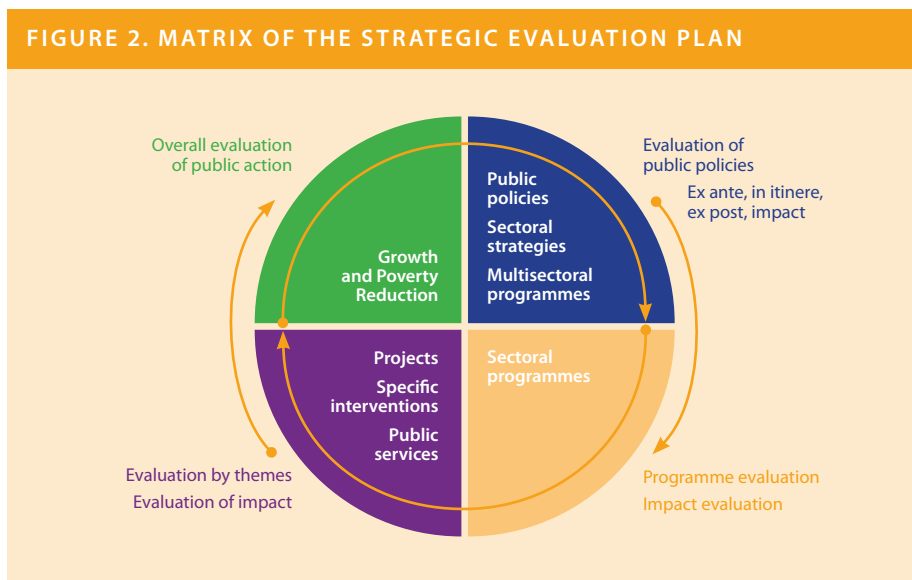 FIGURE 2. MATRIX OF THE STRATEGIC EVALUATION PLAN
Overall evaluation
of public action
Growth
and Poverty
Reduction
Public
policies
Sectoral
strategies
Multisectoral
programmes
Evaluation of
public policies
Ex ante, in itinere,
ex post, impact
Projects
Specific
interventions
Public
services
Sectoral
programmes
Evaluation by themes
Evaluation of impact
Programme evaluation
Impact evaluation